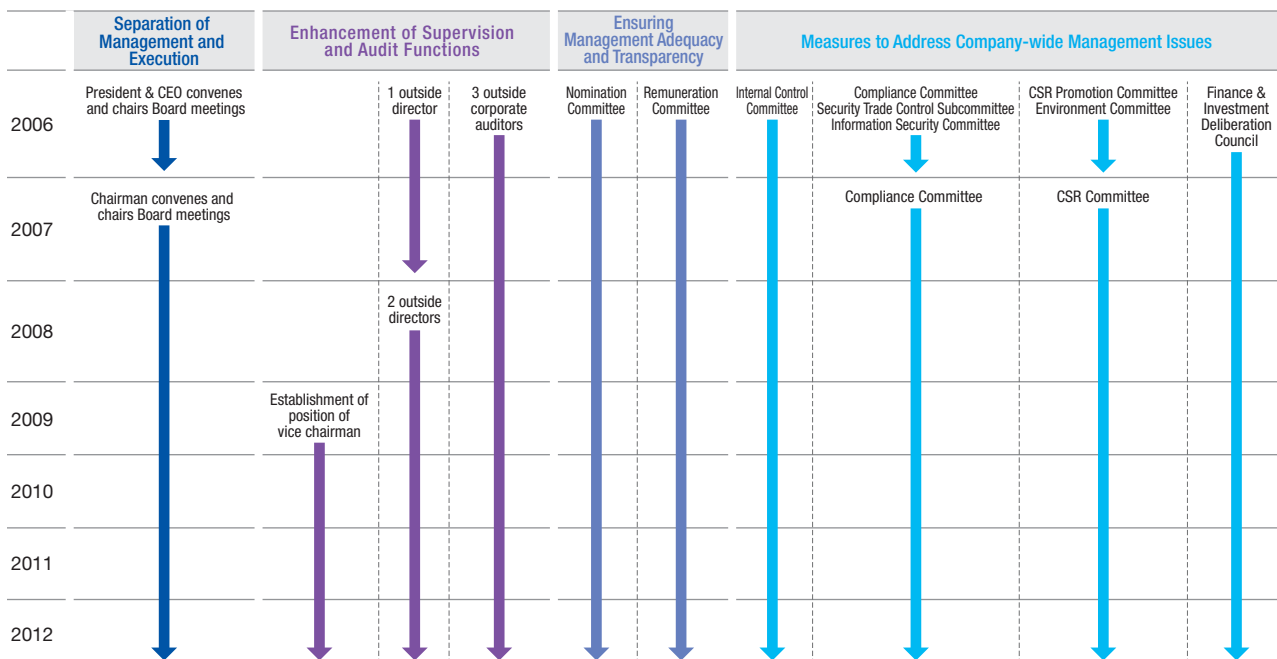 Separation of
Management and
Execution
Enhancement of Supervision
and Audit Functions
Ensuring
Management Adequacy
and Transparency
Measures to Address Company-wide Management Issues
2006
President & CEO convenes
and chairs Board meetings
1 outside
director
3 outside
corporate
auditors
Nomination
Committee
Remuneration
Committee
Internal Control
Committee
Compliance Committee
Security Trade Control Subcommittee
Information Security Committee
CSR Promotion Committee
Environment Committee
Finance &
Investment
Deliberation
Council
2007
Chairman convenes and
chairs Board meetings
Compliance Committee
CSR Committee
2008
2 outside
directors
2009
Establishment of
position of
vice chairman
2010
2011
2012